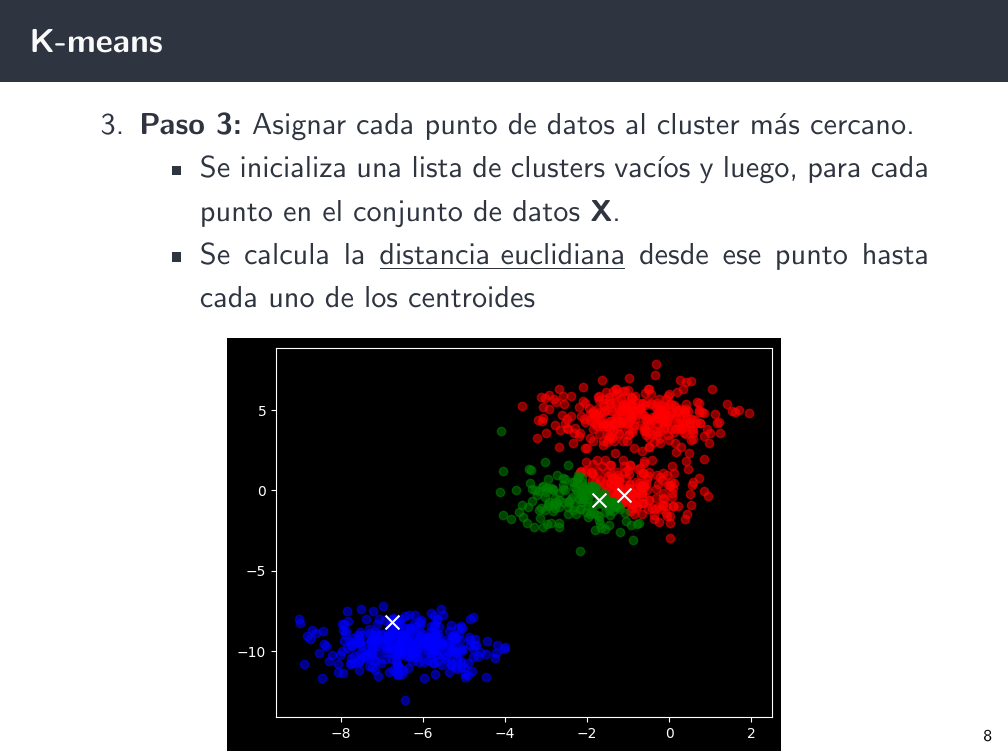 K-means
3. Paso 3: Asignar cada punto de datos al cluster más cercano.
Se inicializa una lista de clusters vacíos y luego, para cada
punto en el conjunto de datos X.
Se calcula la distancia euclidiana desde ese punto hasta
cada uno de los centroides
5
0
−5
−10
−8 −6 −4 −2 0 2
8